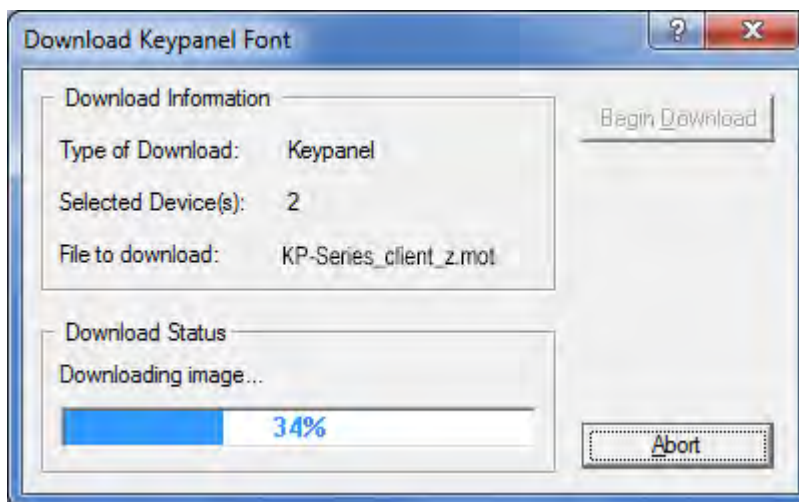 Download Keypanel Font
Download Information
Begin Download
Type of Download: Keypanel
Selected Device(s): 2
File to download: KP-Series_client_z.mot
Download Status
Downloading image...
34%
Abort